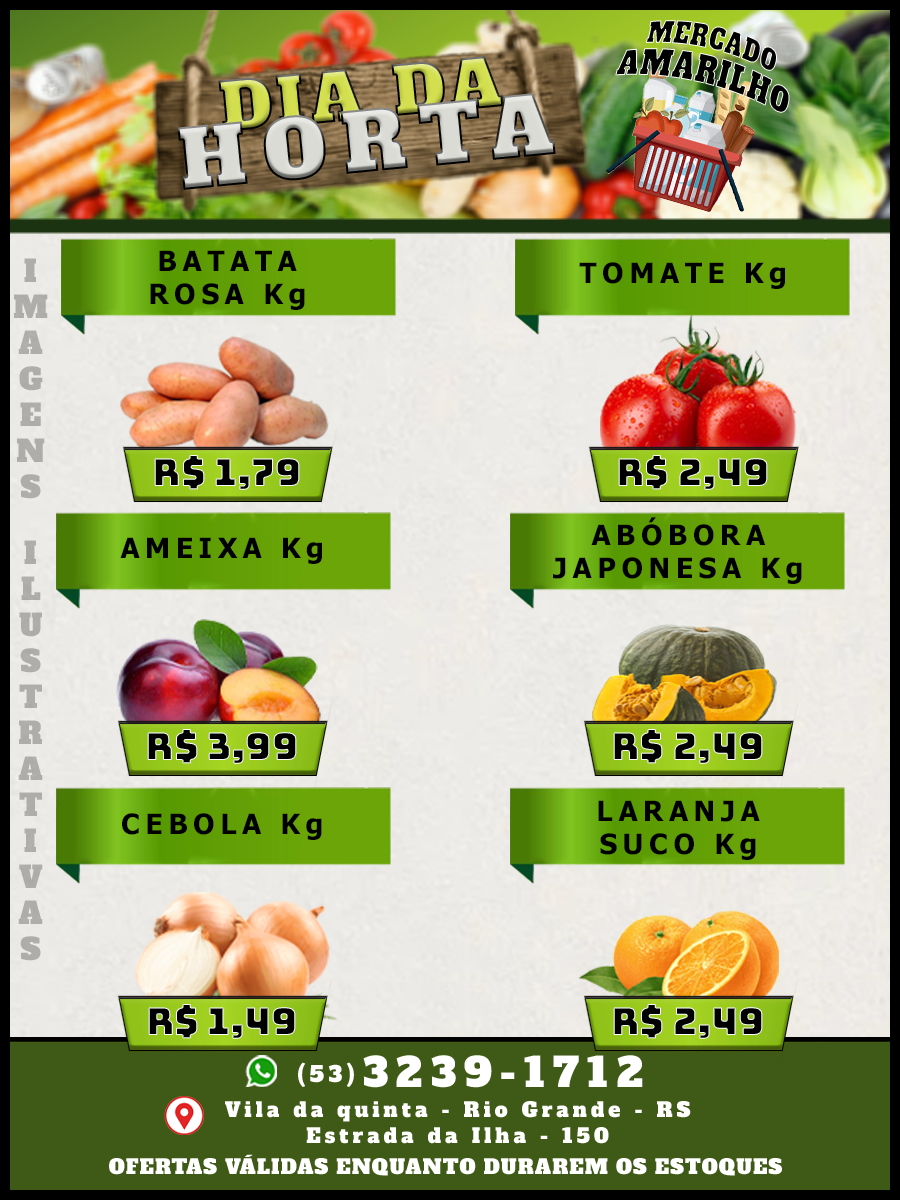 DIA DA
HORTA
MERCADO
AMARILHO
IMAGENS ILUSTRATIVAS
BATATA
ROSA Kg
R$ 1,79
TOMATE Kg
R$ 2,49
AMEIXA Kg
R$ 3,99
ABÓBORA
JAPONESA Kg
R$ 2,49
CEBOLA Kg
R$ 1,49
LARANJA
SUCO Kg
R$ 2,49
(53) 3239-1712
Vila da quinta - Rio Grande - RS
Estrada da Ilha - 150
OFERTAS VÁLIDAS ENQUANTO DURAREM OS ESTOQUES